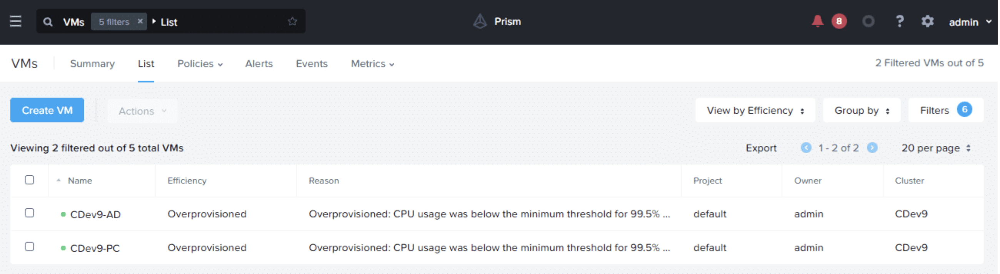 VMs 5 filters × List Prism 8 ? admin
VMs Summary List Policies Alerts Events Metrics 2 Filtered VMs out of 5
Create VM Actions View by Efficiency Group by Filters 6
Viewing 2 filtered out of 5 total VMs Export 1 - 2 of 2 20 per page
Name Efficiency Reason Project Owner Cluster
CDev9-AD Overprovisioned Overprovisioned: CPU usage was below the minimum threshold for 99.5% ... default admin CDev9
CDev9-PC Overprovisioned Overprovisioned: CPU usage was below the minimum threshold for 99.5% ... default admin CDev9